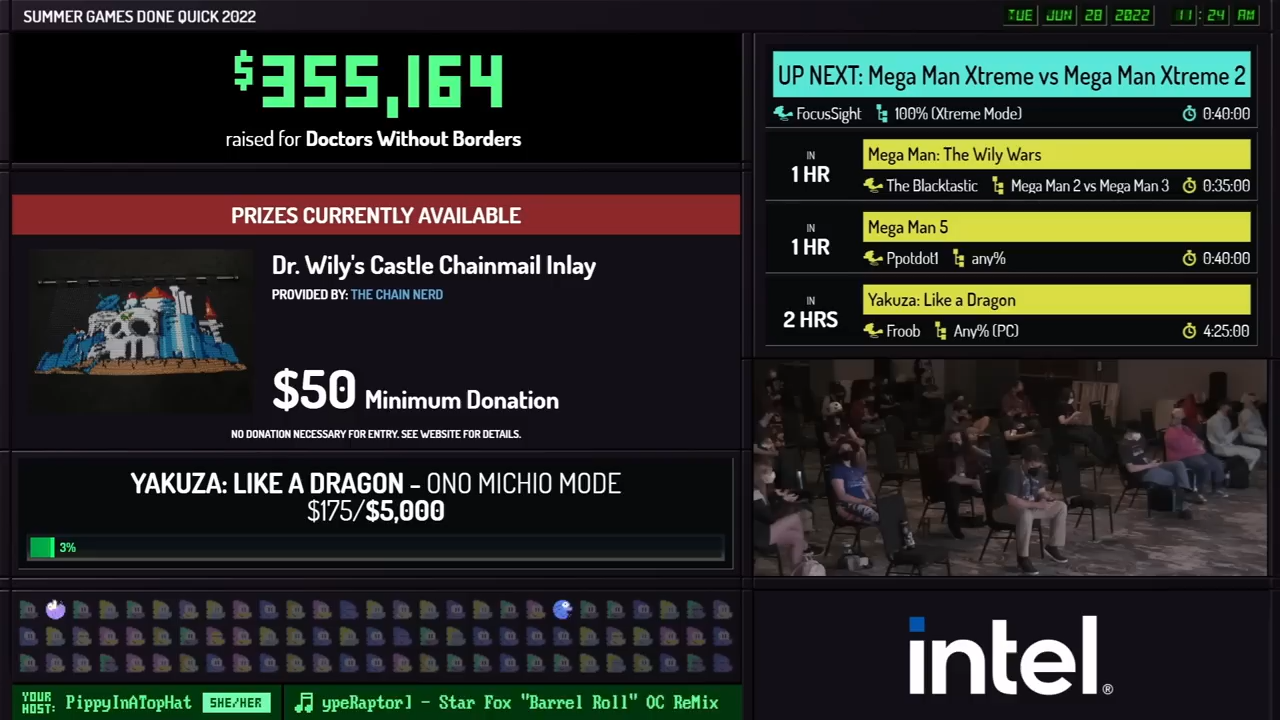 SUMMER GAMES DONE QUICK 2022
TUE JUN 28 2022 11:24 AM
$355,164
raised for Doctors Without Borders
PRIZES CURRENTLY AVAILABLE
Dr. Wily's Castle Chainmail Inlay
PROVIDED BY: THE CHAIN NERD
$50 Minimum Donation
NO DONATION NECESSARY FOR ENTRY. SEE WEBSITE FOR DETAILS.
YAKUZA: LIKE A DRAGON - ONO MICHIO MODE
$175/$5,000
3%
UP NEXT: Mega Man Xtreme vs Mega Man Xtreme 2
FocusSight 100% (Xtreme Mode) 0:40:00
IN 1 HR
Mega Man: The Wily Wars
The Blacktastic Mega Man 2 vs Mega Man 3 0:35:00
IN 1 HR
Mega Man 5
Ppotdot1 any% 0:40:00
IN 2 HRS
Yakuza: Like a Dragon
Froob Any% (PC) 4:25:00
intel®
YOUR HOST: PippyInATopHat SHE/HER
ypeRaptor] - Star Fox "Barrel Roll" OC ReMix